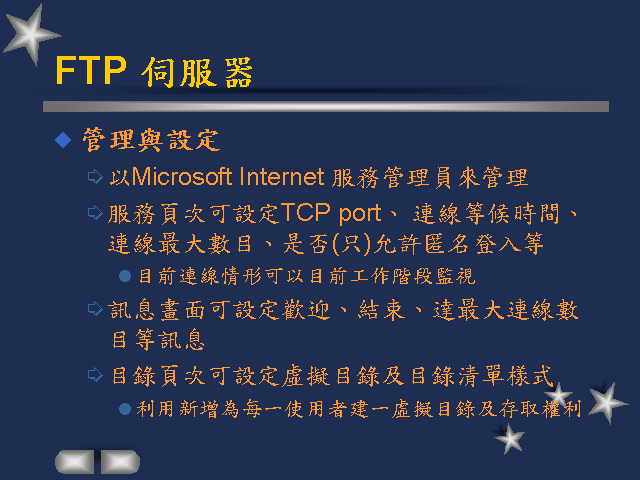 FTP 伺服器
管理與設定
以Microsoft Internet 服務管理員來管理
服務頁次可設定TCP port、連線等候時間、
連線最大數目、是否(只)允許匿名登入等
目前連線情形可以目前工作階段監視
訊息畫面可設定歡迎、結束、達最大連線數
目等訊息
目錄頁次可設定虛擬目錄及目錄清單樣式
利用新增為每一使用者建一虛擬目錄及存取權利